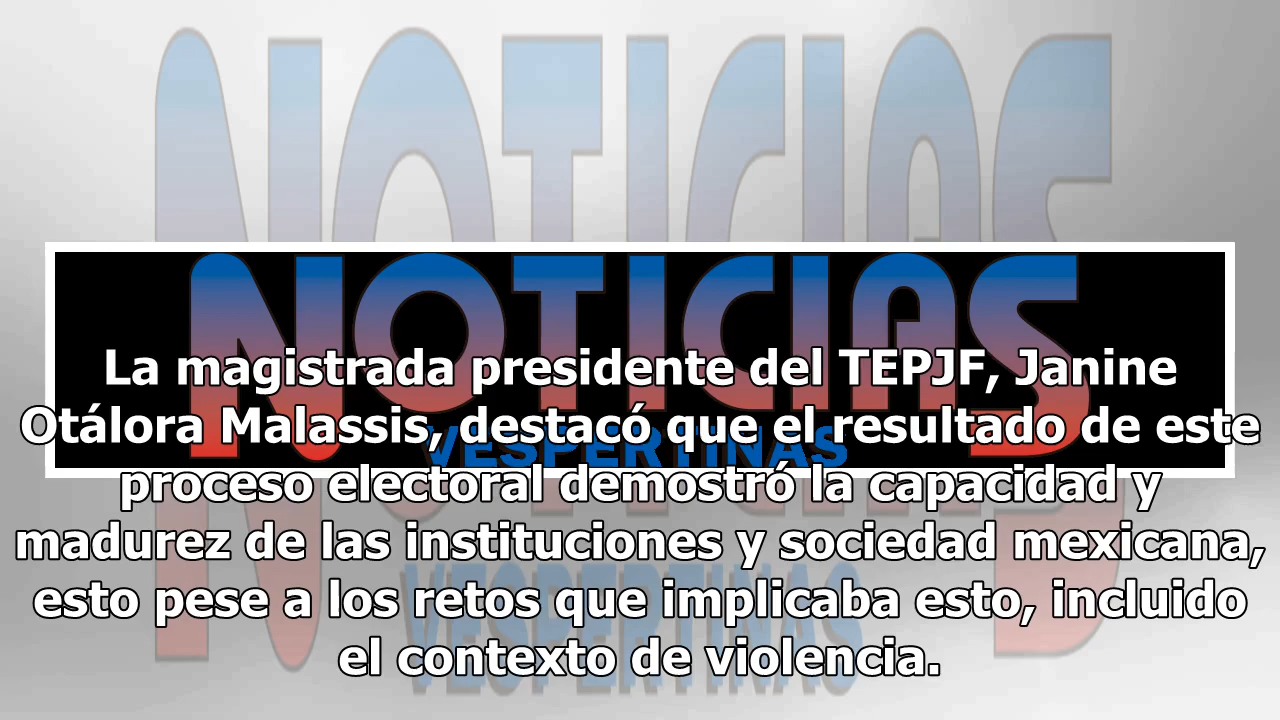 NOTICIAS
NOTICIAS
VESPERTINAS
La magistrada presidente del TEPJF, Janine
Otálora Malassis, destacó que el resultado de este
proceso electoral demostró la capacidad y
madurez de las instituciones y sociedad mexicana,
esto pese a los retos que implicaba esto, incluido
el contexto de violencia.
VESPERTINAS